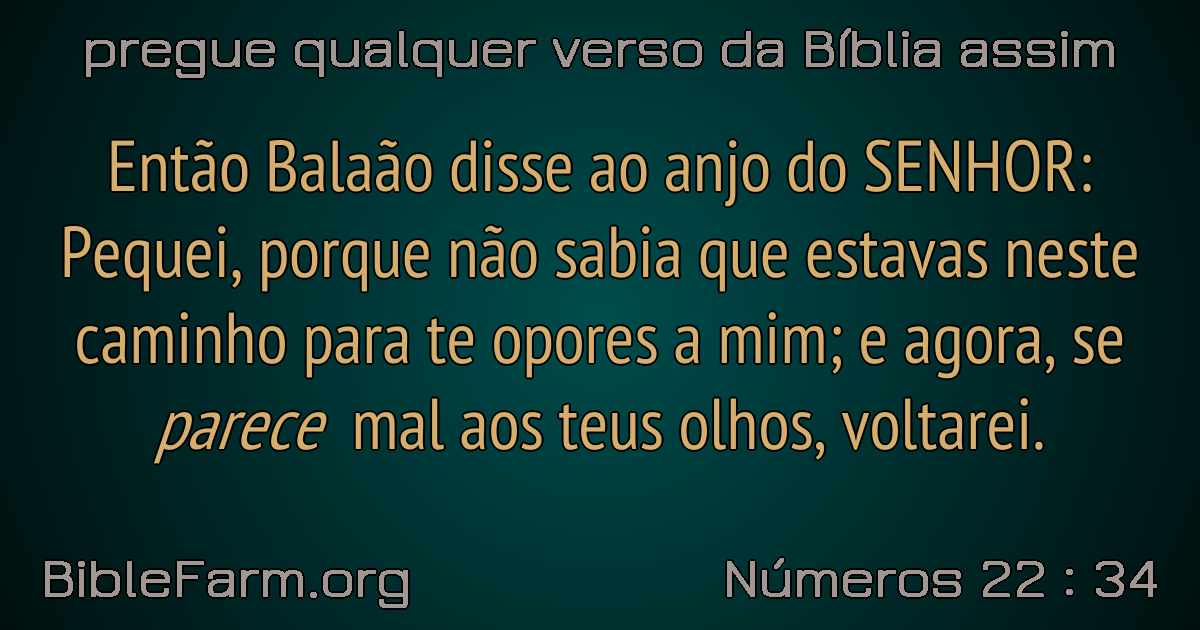 pregue qualquer verso da Bíblia assim
Então Balaão disse ao anjo do SENHOR:
Pequei, porque não sabia que estavas neste
caminho para te opores a mim; e agora, se
parece mal aos teus olhos, voltarei.
BibleFarm.org
Números 22 : 34